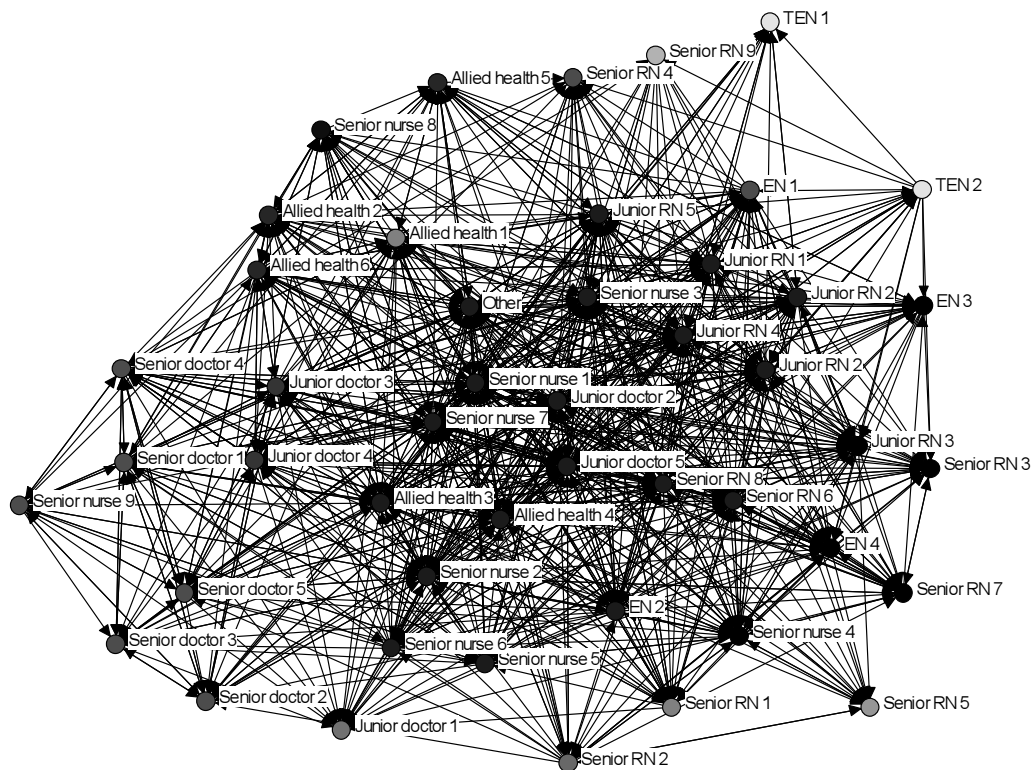 TEN 1
Senior RN 9
Allied health 5
Senior RN 4
Senior nurse 8
EN 1
TEN 2
Allied health 2
Junior RN 5
Allied health 1
Allied health 6
Junior RN 1
Other
Senior nurse 3
Junior RN 2
EN 3
Junior RN 4
Senior doctor 4
Junior doctor 3
Senior nurse 1
Junior RN 2
Junior doctor 2
Senior nurse 7
Junior RN 3
Senior doctor 1
Junior doctor 4
Junior doctor 5
Senior RN 3
Senior RN 8
Senior nurse 9
Allied health 3
Senior RN 6
Allied health 4
EN 4
Senior nurse 2
Senior doctor 5
Senior RN 7
EN 2
Senior doctor 3
Senior nurse 6
Senior nurse 4
Senior nurse 5
Senior doctor 2
Senior RN 1
Senior RN 5
Junior doctor 1
Senior RN 2